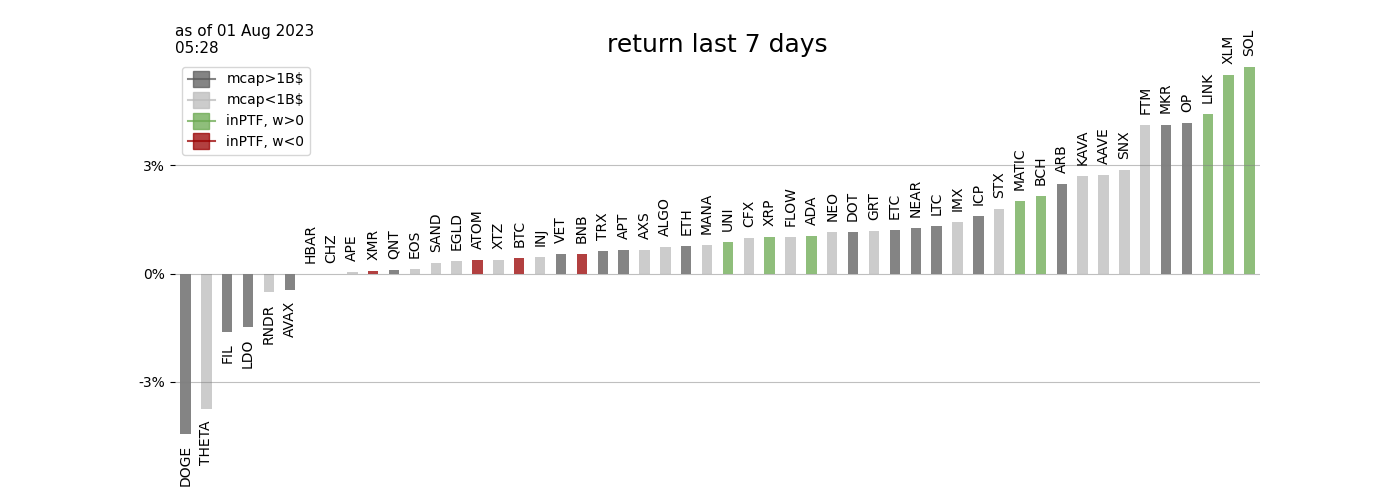 as of 01 Aug 2023
05:28
return last 7 days
mcap>1B$
mcap<1B$
inPTF, w>0
inPTF, w<0
3%
0%
-3%
DOGE
THETA
FIL
LDO
RNDR
AVAX
HBAR
CHZ
APE
XMR
QNT
EOS
SAND
EGLD
ATOM
XTZ
BTC
INJ
VET
BNB
TRX
APT
AXS
ALGO
ETH
MANA
UNI
CFX
XRP
FLOW
ADA
NEO
DOT
GRT
ETC
NEAR
LTC
IMX
ICP
STX
MATIC
BCH
ARB
KAVA
AAVE
SNX
FTM
MKR
OP
LINK
XLM
SOL